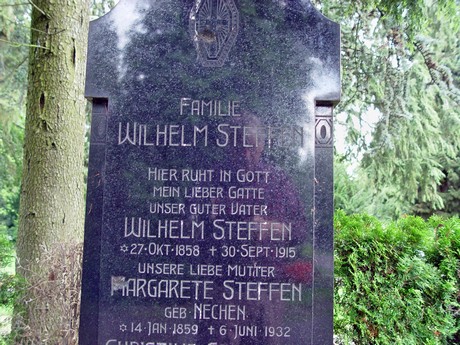 FAMILIE
WILHELM STEFFEN
HIER RUHT IN GOTT
MEIN LIEBER GATTE
UNSER GUTER VATER
WILHELM STEFFEN
☆ 27·OKT·1858 ✝ 30·SEPT·1915
UNSERE LIEBE MUTTER
MARGARETE STEFFEN
GEB. NECHEN
☆ 14·JAN·1859 ✝ 6·JUNI·1932
CHRISTINE